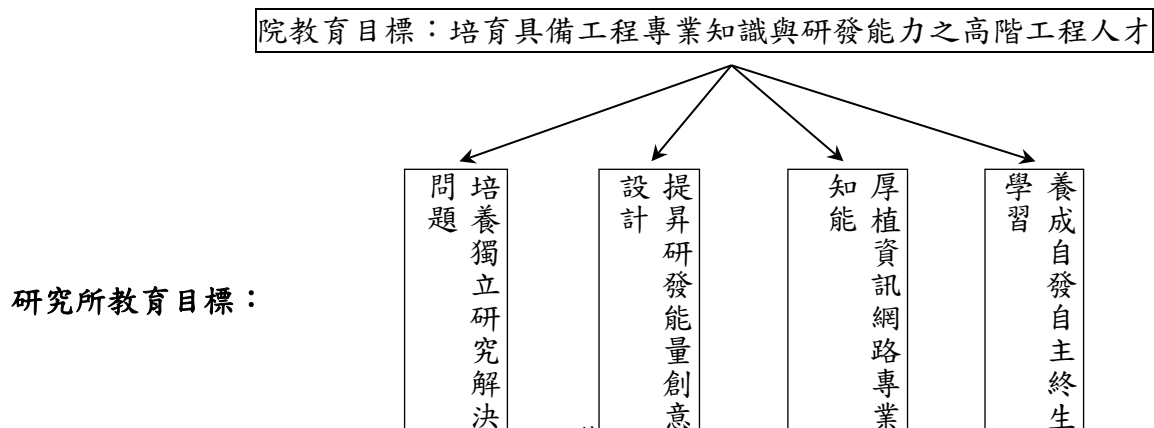 院教育目標：培育具備工程專業知識與研發能力之高階工程人才
研究所教育目標：
培養獨立研究解決
問題
提昇研發能量創意
設計
厚植資訊網路專業
知能
養成自發自主終生
學習